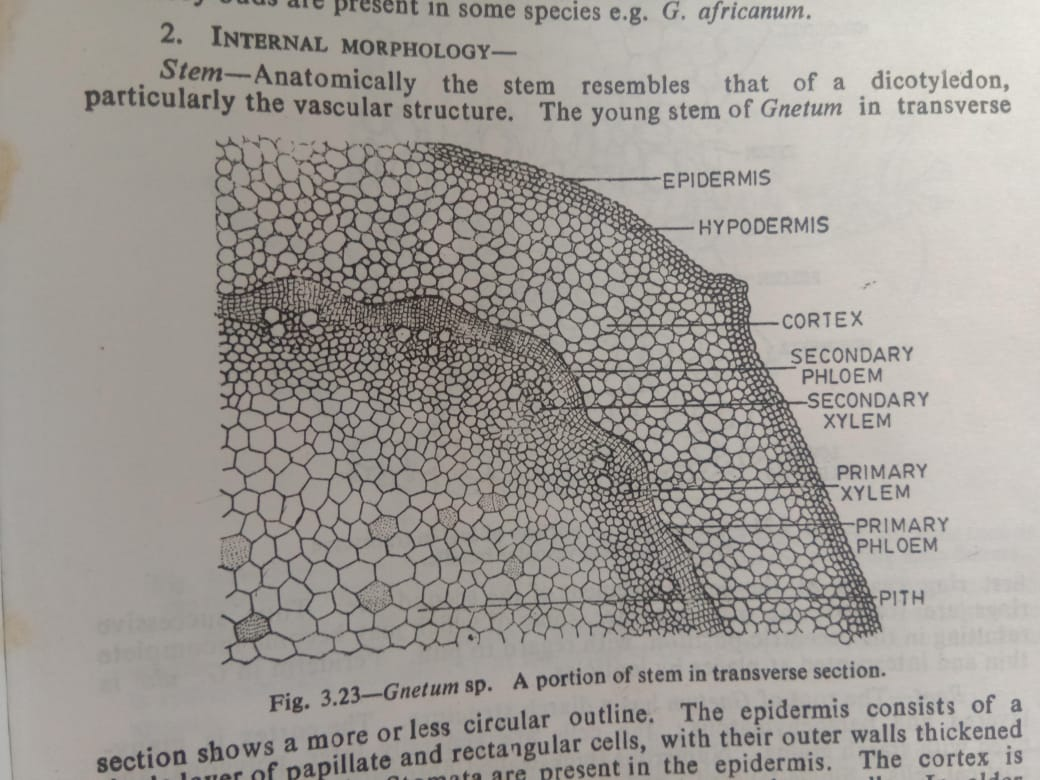 are present in some species e.g. G. africanum.
2. INTERNAL MORPHOLOGY—
Stem—Anatomically the stem resembles that of a dicotyledon,
particularly the vascular structure. The young stem of Gnetum in transverse
EPIDERMIS
HYPODERMIS
CORTEX
SECONDARY
PHLOEM
SECONDARY
XYLEM
PRIMARY
XYLEM
PRIMARY
PHLOEM
PITH
Fig. 3.23—Gnetum sp. A portion of stem in transverse section.
section shows a more or less circular outline. The epidermis consists of a
layer of papillate and rectangular cells, with their outer walls thickened
are present in the epidermis. The cortex is